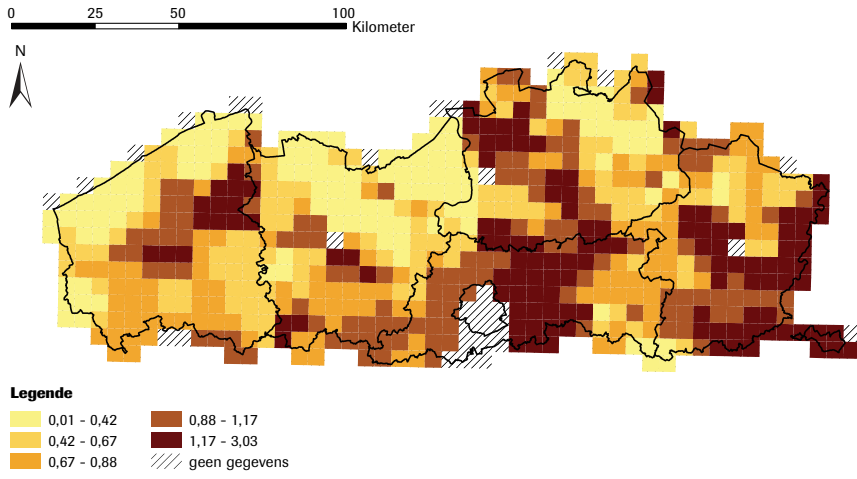 0 25 50 100
Kilometer
N
Legende
0,01 - 0,42
0,42 - 0,67
0,67 - 0,88
0,88 - 1,17
1,17 - 3,03
geen gegevens